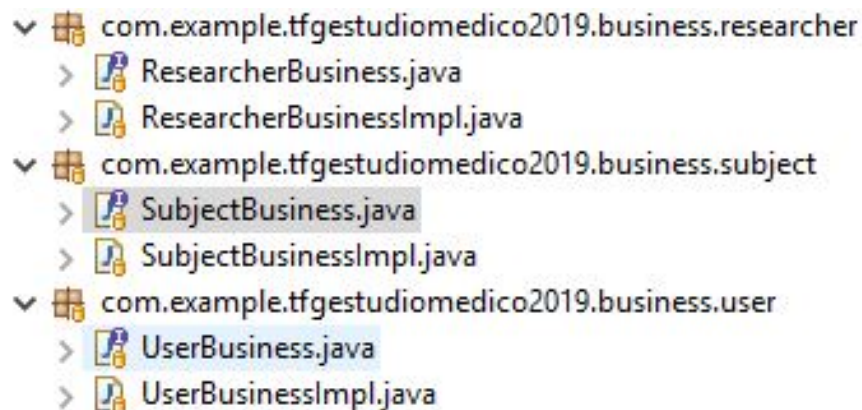 com.example.tfgestudiomedico2019.business.researcher
ResearcherBusiness.java
ResearcherBusinessImpl.java
com.example.tfgestudiomedico2019.business.subject
SubjectBusiness.java
SubjectBusinessImpl.java
com.example.tfgestudiomedico2019.business.user
UserBusiness.java
UserBusinessImpl.java